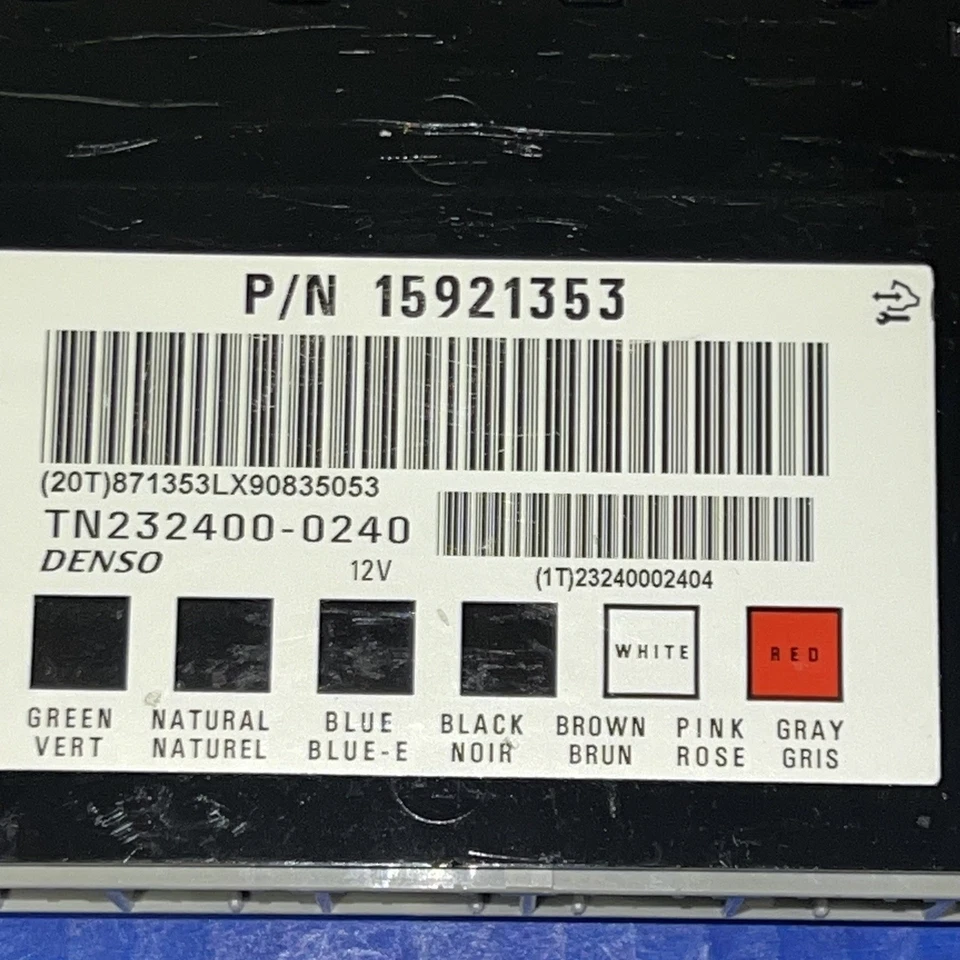 P/N 15921353
(20T)871353LX90835053
TN232400-0240
DENSO
12V
(1T)23240002404
WHITE
RED
GREEN NATURAL BLUE BLACK BROWN PINK GRAY
VERT NATUREL BLUE-E NOIR BRUN ROSE GRIS